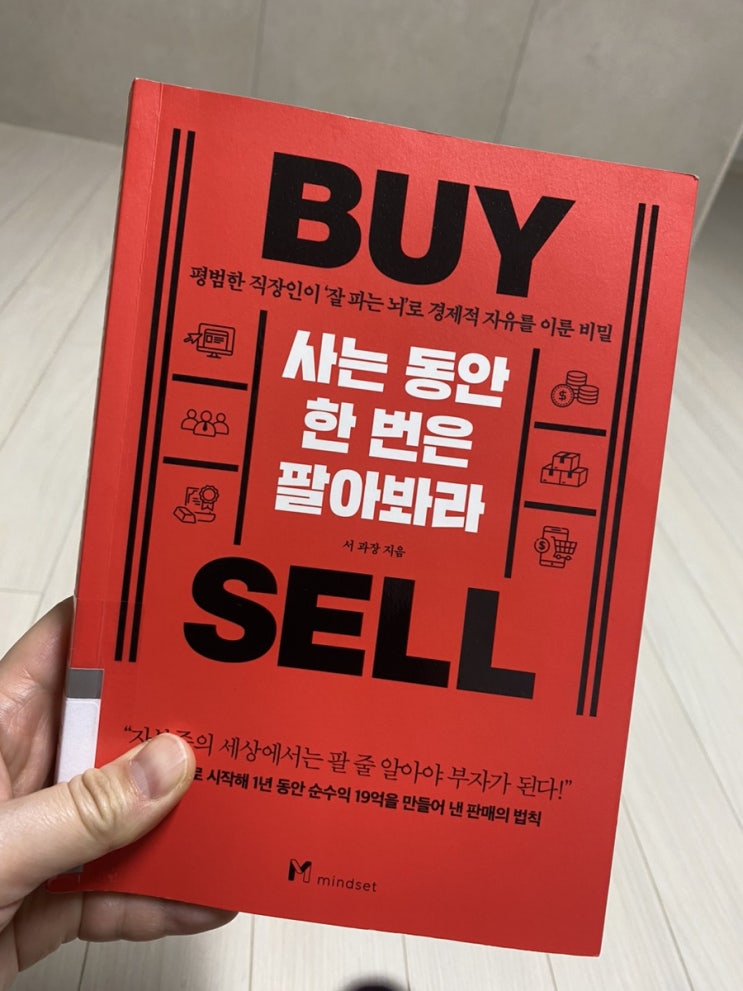 BUY
평범한 직장인이 '잘 파는 뇌'로 경제적 자유를 이룬 비밀
사는 동안
한 번은
팔아봐라
서 과장 지음
SELL
의 세상에서는 팔 줄 알아야 부자가 된다!”
로 시작해 1년 동안 순수익 19억을 만들어 낸 판매의 법칙
mindset